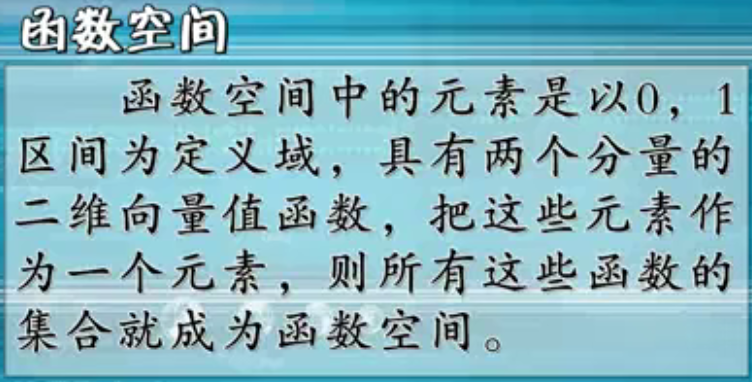 函数空间
函数空间中的元素是以0，1
区间为定义域，具有两个分量的
二维向量值函数，把这些元素作
为一个元素，则所有这些函数的
集合就成为函数空间。